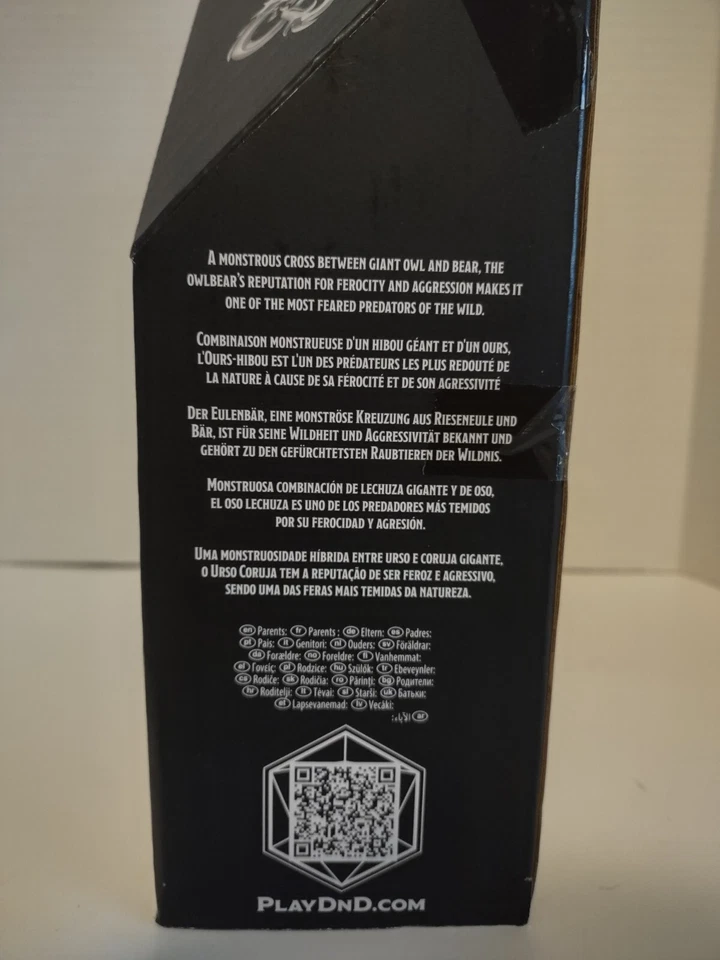 A MONSTROUS CROSS BETWEEN GIANT OWL AND BEAR, THE
OWLBEAR'S REPUTATION FOR FEROCITY AND AGGRESSION MAKES IT
ONE OF THE MOST FEARED PREDATORS OF THE WILD.
COMBINAISON MONSTRUEUSE D'UN HIBOU GÉANT ET D'UN OURS,
L'OURS-HIBOU EST L'UN DES PRÉDATEURS LES PLUS REDOUTÉ DE
LA NATURE À CAUSE DE SA FÉROCITÉ ET DE SON AGRESSIVITÉ
DER EULENBÄR, EINE MONSTRÖSE KREUZUNG AUS RIESENEULE UND
BÄR, IST FÜR SEINE WILDHEIT UND AGGRESSIVITÄT BEKANNT UND
GEHÖRT ZU DEN GEFÜRCHTETSTEN RAUBTIEREN DER WILDNIS.
MONSTRUOSA COMBINACIÓN DE LECHUZA GIGANTE Y DE OSO,
EL OSO LECHUZA ES UNO DE LOS PREDADORES MÁS TEMIDOS
POR SU FEROCIDAD Y AGRESIÓN.
UMA MONSTRUOSIDADE HÍBRIDA ENTRE URSO E CORUJA GIGANTE,
O URSO CORUJA TEM A REPUTAÇÃO DE SER FEROZ E AGRESSIVO,
SENDO UMA DAS FERAS MAIS TEMIDAS DA NATUREZA.
en Parents: fr Parents : de Eltern: es Padres:
pt Pais: it Genitori: nl Ouders: sv Föräldrar:
da Forældre: no Foreldre: fi Vanhemmat:
el Γονείς: pl Rodzice: hu Szülők: tr Ebeveynler:
cs Rodiče: sk Rodičia: ro Părinți: bg Родители:
hr Roditelji: lt Tėvai: sl Starši: uk Батьки:
et Lapsevanemad: lv Vecāki:
ar الآباء:
PLAYDND.COM